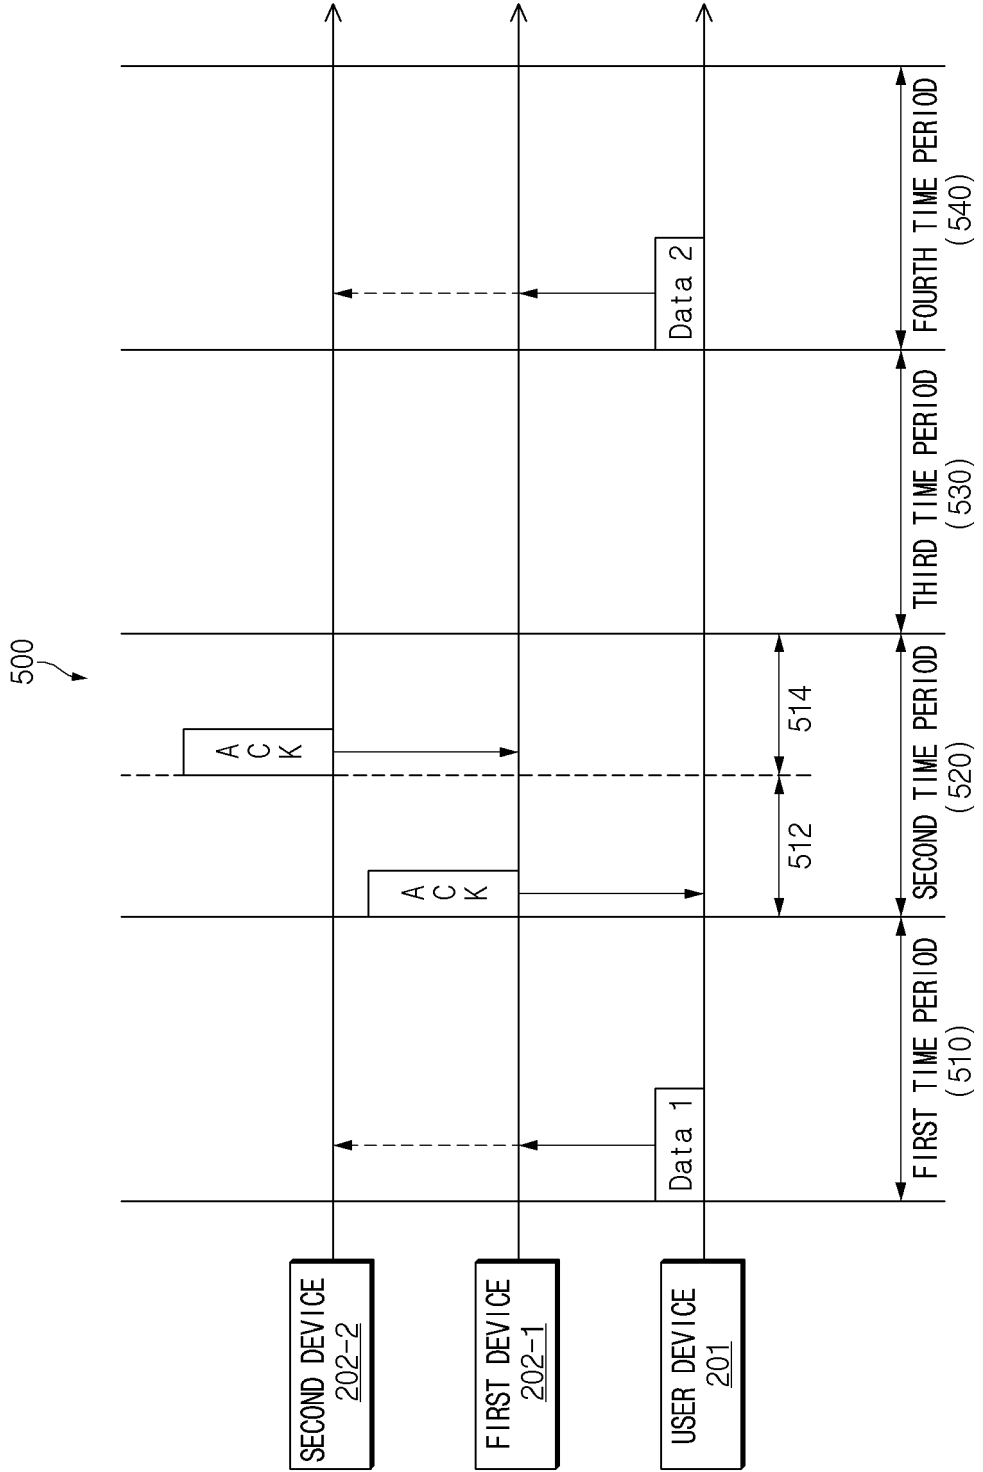 500
SECOND DEVICE
202-2
FIRST DEVICE
202-1
USER DEVICE
201
Data 1
ACK
ACK
Data 2
512
514
FIRST TIME PERIOD
(510)
SECOND TIME PERIOD
(520)
THIRD TIME PERIOD
(530)
FOURTH TIME PERIOD
(540)